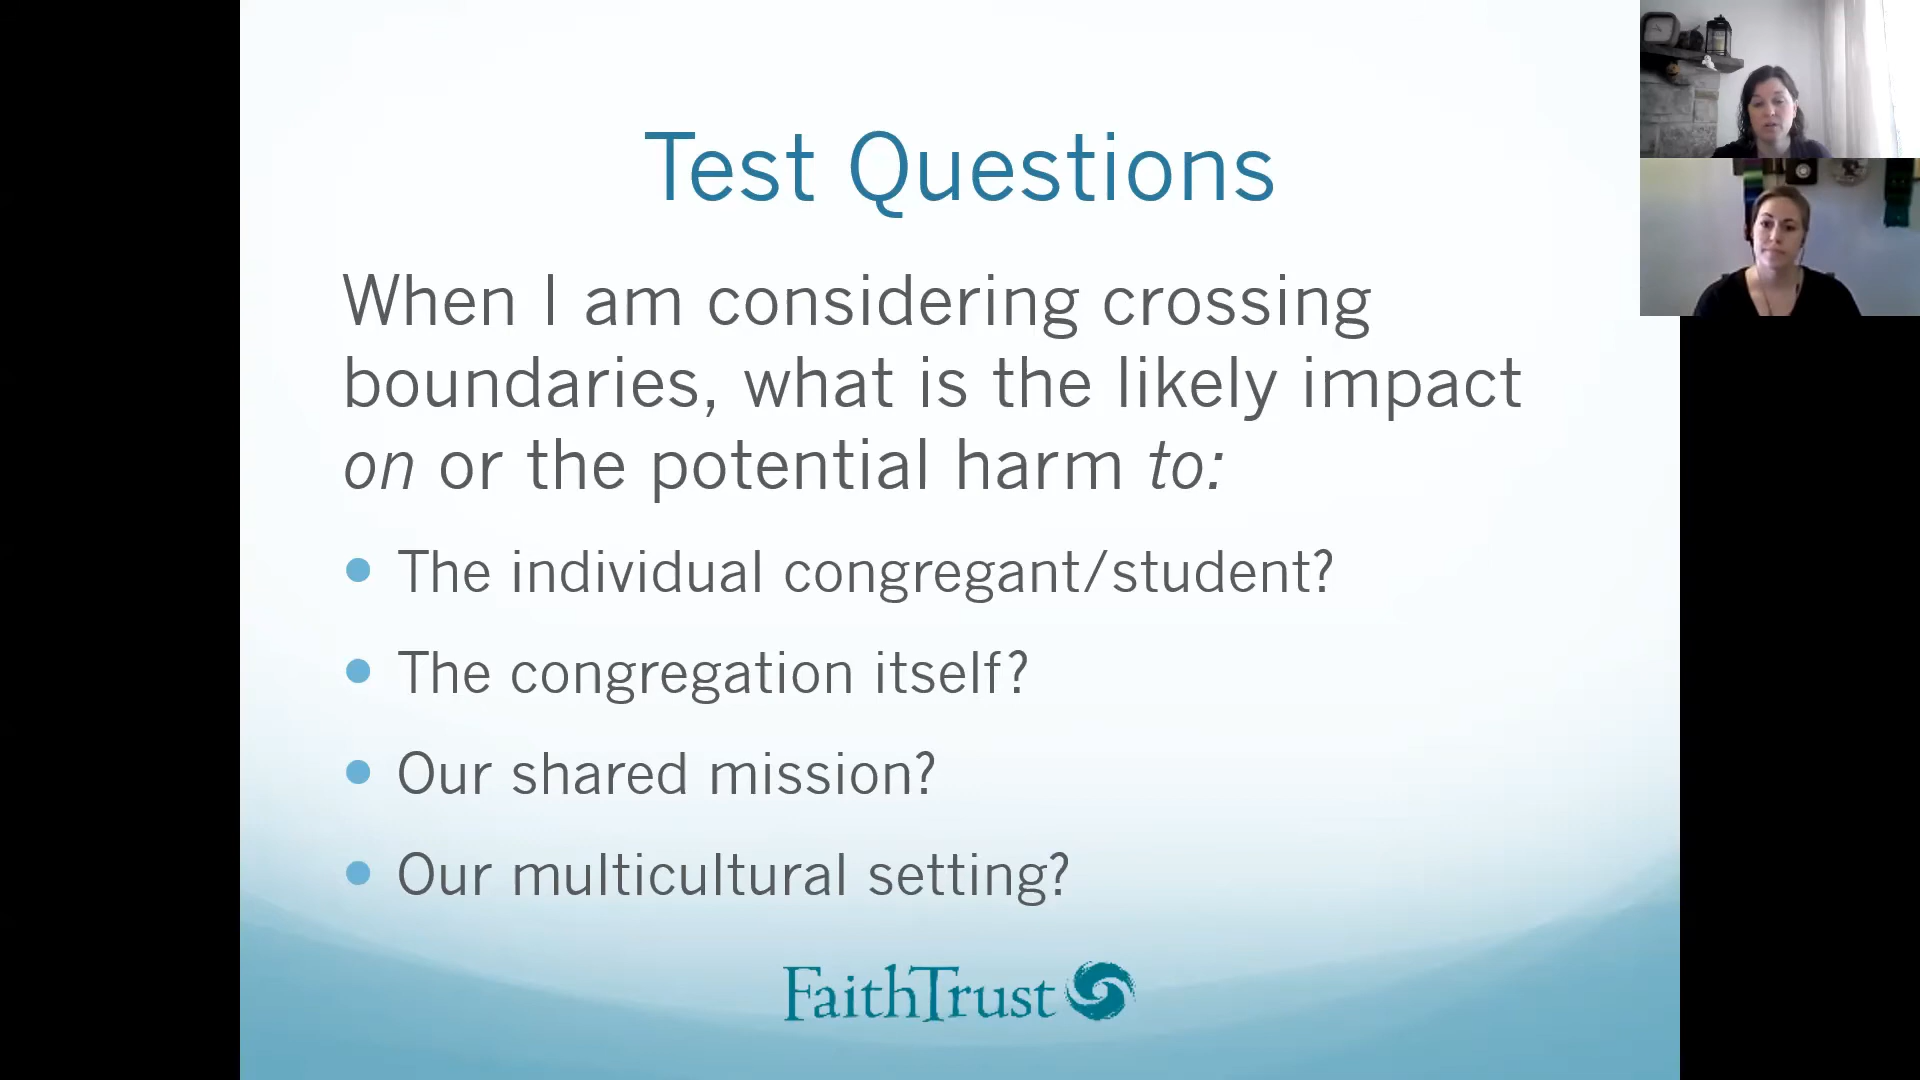 Test Questions
When I am considering crossing
boundaries, what is the likely impact
on or the potential harm to:
• The individual congregant/student?
• The congregation itself?
• Our shared mission?
• Our multicultural setting?
FaithTrust